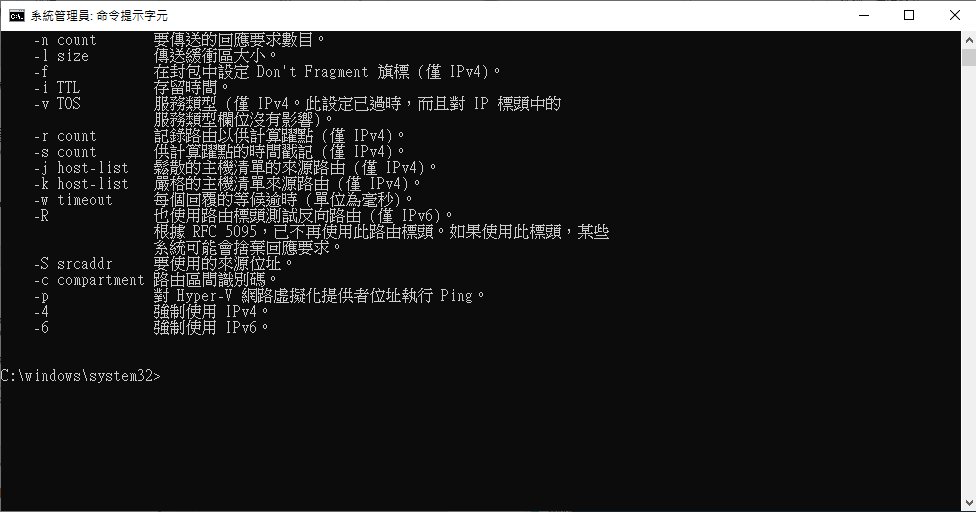 系統管理員: 命令提示字元
-n count 要傳送的回應要求數目。
-l size 傳送緩衝區大小。
-f 在封包中設定 Don't Fragment 旗標 (僅 IPv4)。
-i TTL 存留時間。
-v TOS 服務類型 (僅 IPv4。此設定已過時，而且對 IP 標頭中的
服務類型欄位沒有影響)。
-r count 記錄路由以供計算躍點 (僅 IPv4)。
-s count 供計算躍點的時間戳記 (僅 IPv4)。
-j host-list 鬆散的主機清單的來源路由 (僅 IPv4)。
-k host-list 嚴格的主機清單來源路由 (僅 IPv4)。
-w timeout 每個回覆的等候逾時 (單位為毫秒)。
-R 也使用路由標頭測試反向路由 (僅 IPv6)。
根據 RFC 5095，已不再使用此路由標頭。如果使用此標頭，某些
系統可能會捨棄回應要求。
-S srcaddr 要使用的來源位址。
-c compartment 路由區間識別碼。
-p 對 Hyper-V 網路虛擬化提供者位址執行 Ping。
-4 強制使用 IPv4。
-6 強制使用 IPv6。
C:\windows\system32>